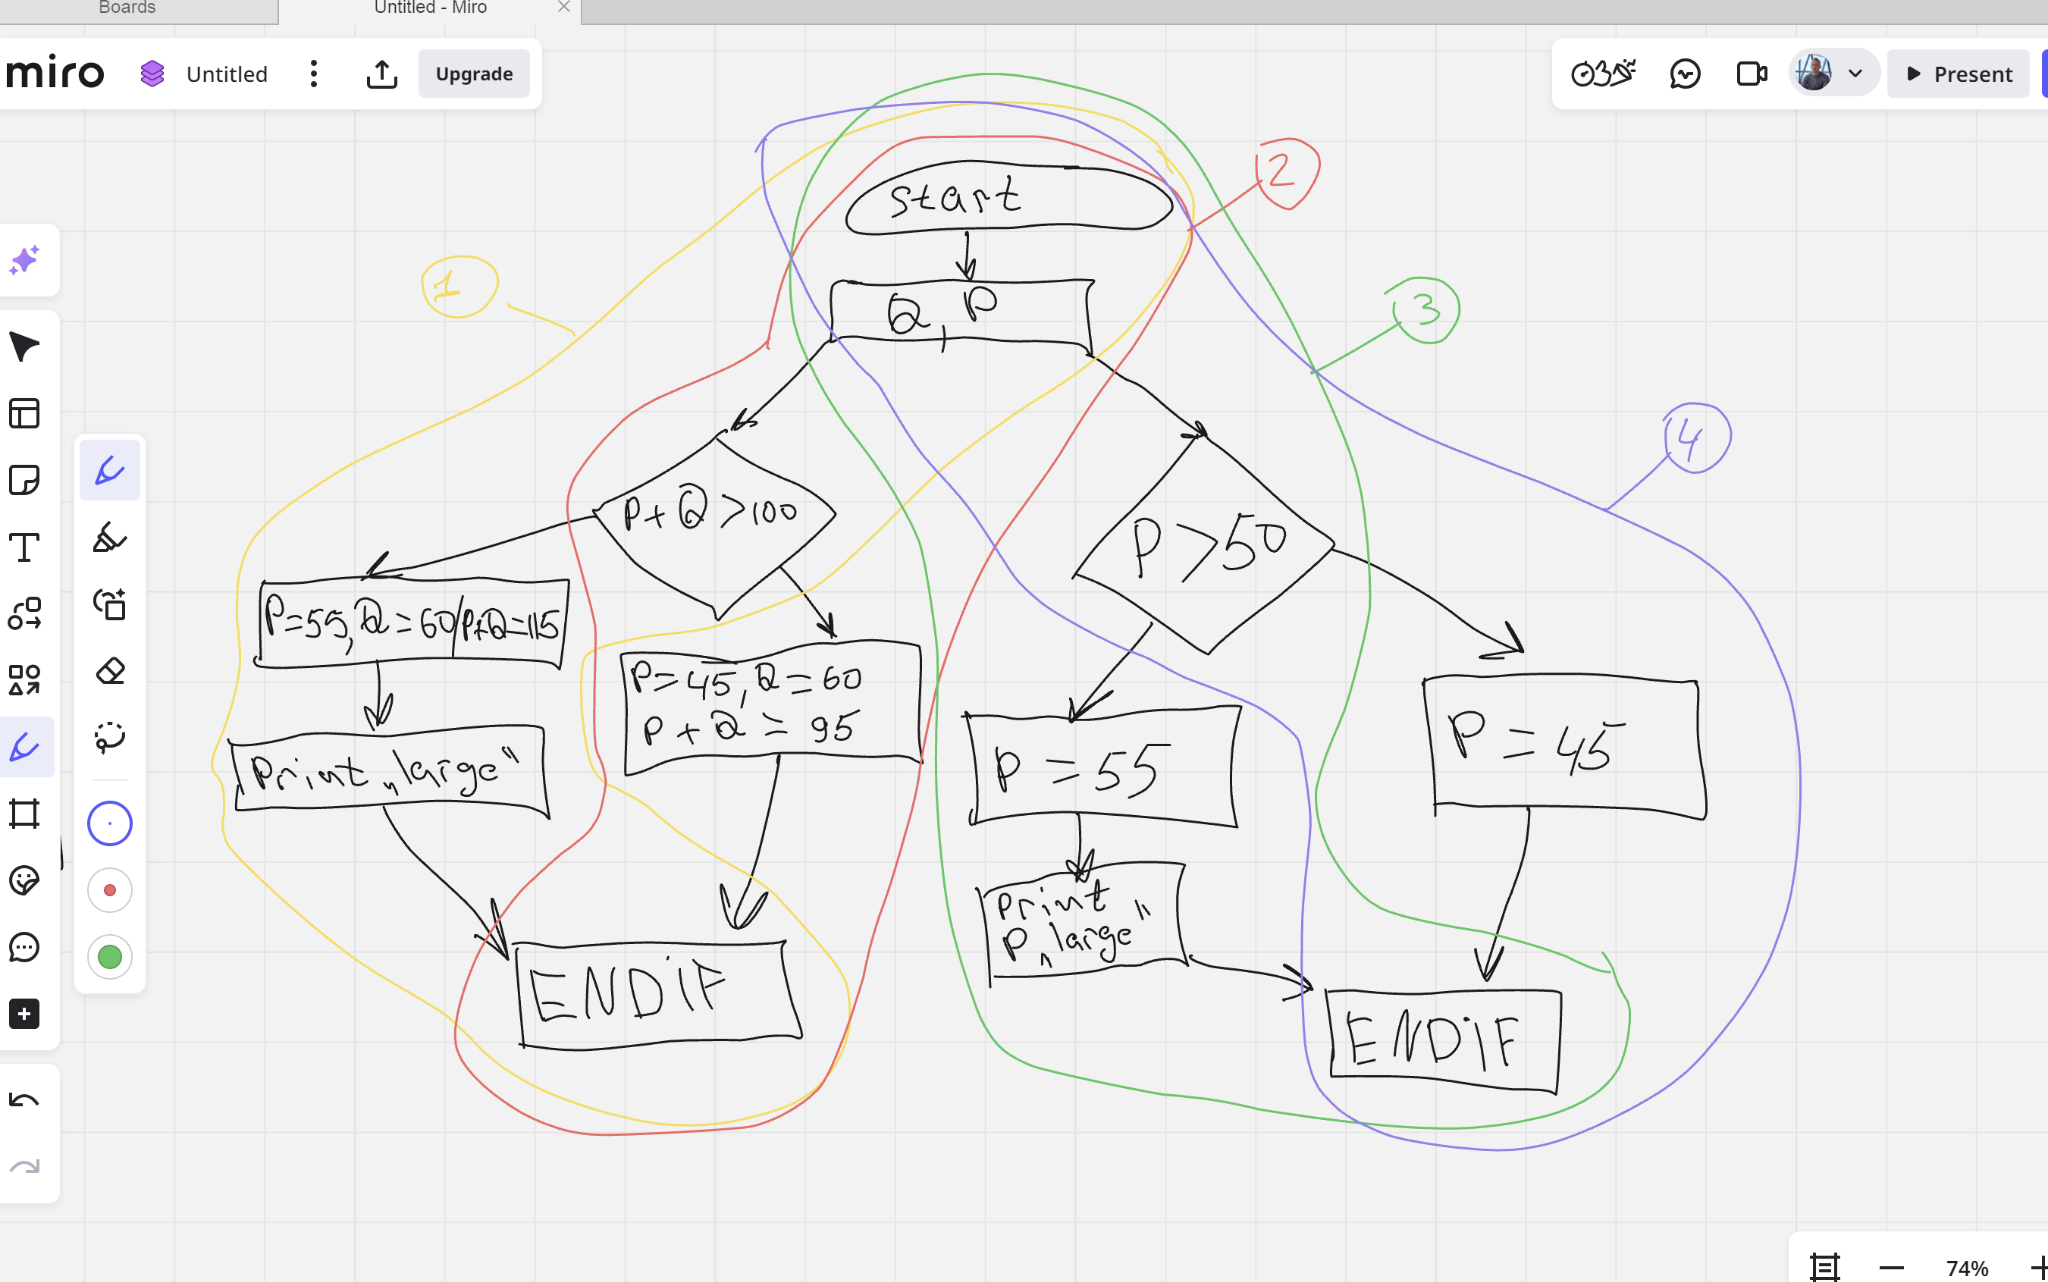 Boards
Untitled - Miro
miro
Untitled
Upgrade
Present
start
2
1
Q, P
3
4
P+Q>100
P>50
P=55, Q=60/P+Q=115
P=45, Q=60
P+Q=95
Print „large"
P=55
P=45
Print
P „large"
ENDiF
ENDiF
74%